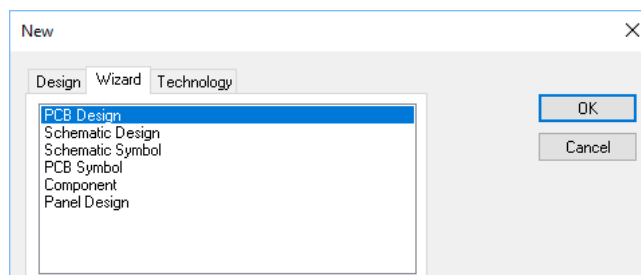 New
Design Wizard Technology
PCB Design
Schematic Design
Schematic Symbol
PCB Symbol
Component
Panel Design
OK
Cancel